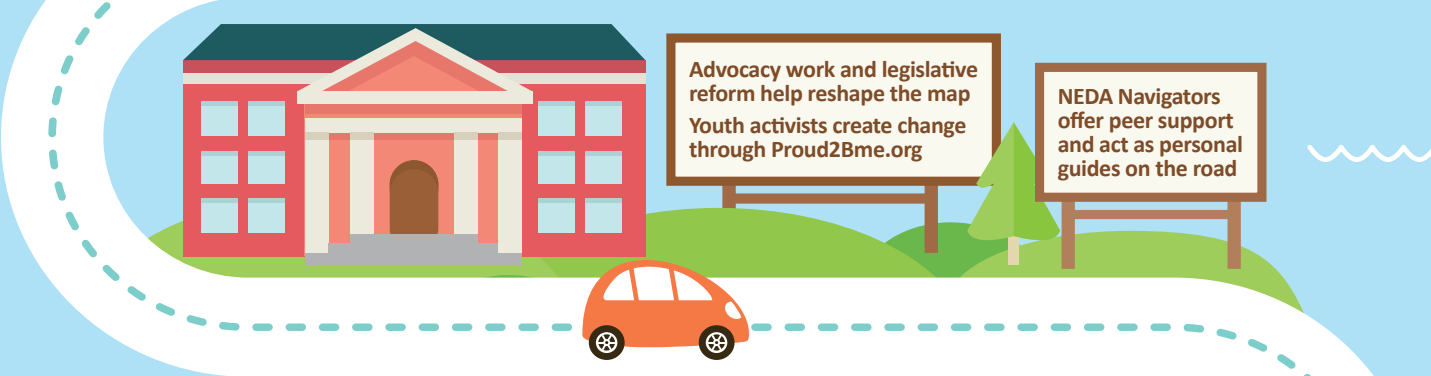 Advocacy work and legislative
reform help reshape the map
Youth activists create change
through Proud2Bme.org
NEDA Navigators
offer peer support
and act as personal
guides on the road